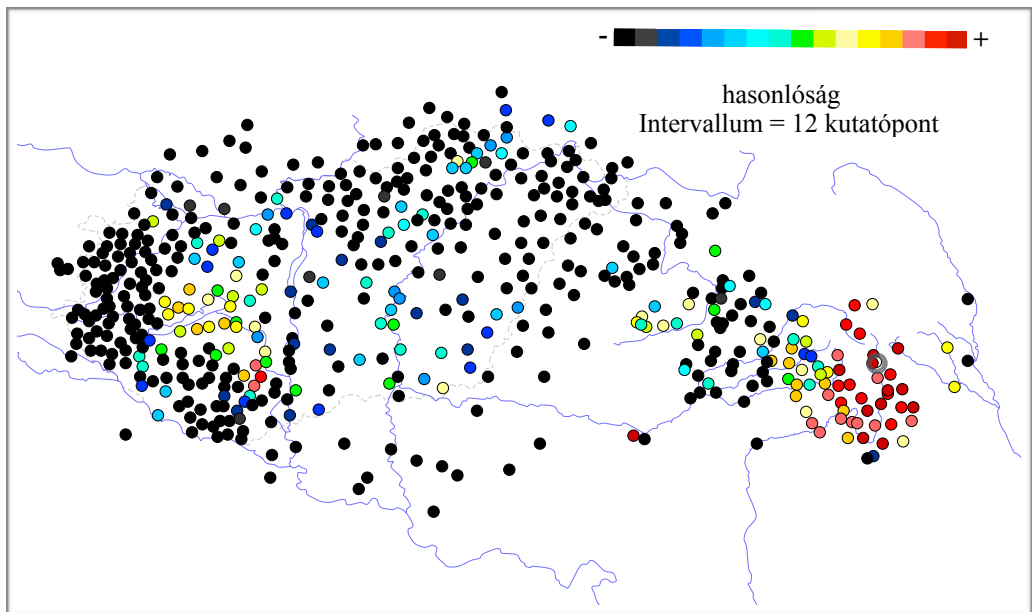 - +
hasonlóság
Intervallum = 12 kutatópont